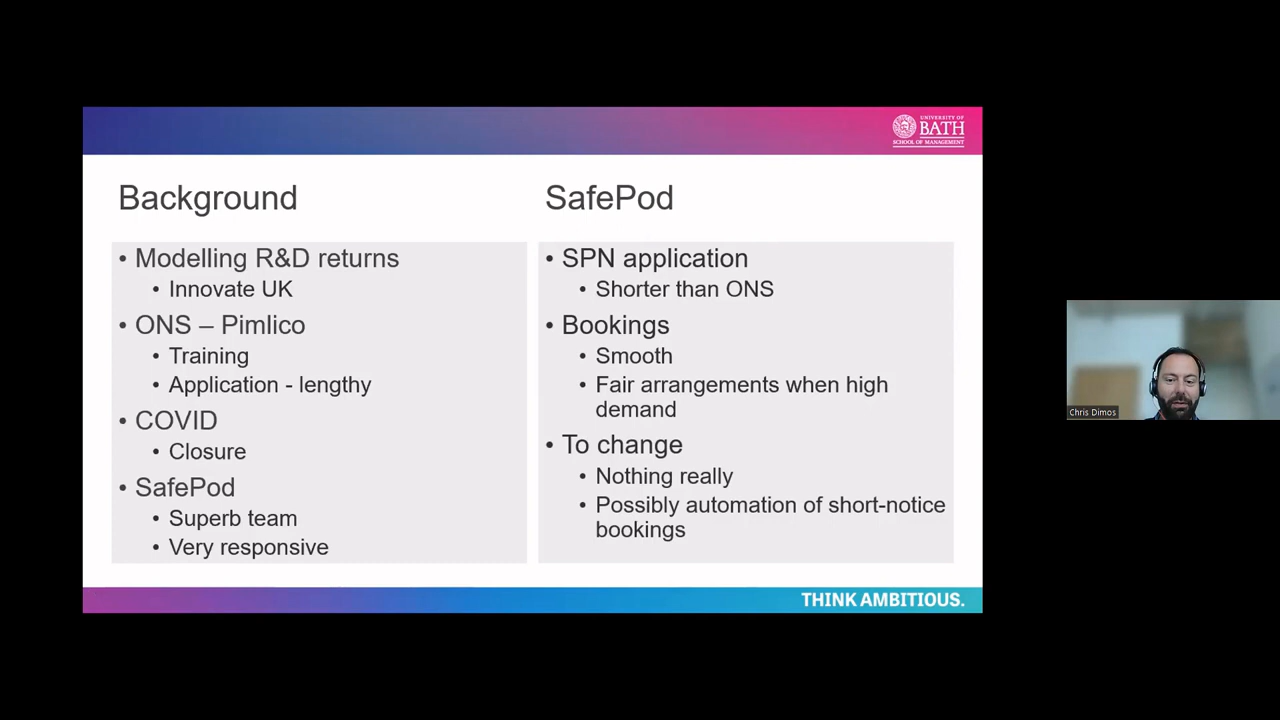 UNIVERSITY OF
BATH
SCHOOL OF MANAGEMENT
Background
• Modelling R&D returns
• Innovate UK
• ONS – Pimlico
• Training
• Application - lengthy
• COVID
• Closure
• SafePod
• Superb team
• Very responsive
SafePod
• SPN application
• Shorter than ONS
• Bookings
• Smooth
• Fair arrangements when high
demand
• To change
• Nothing really
• Possibly automation of short-notice
bookings
THINK AMBITIOUS.
Chris Dimos